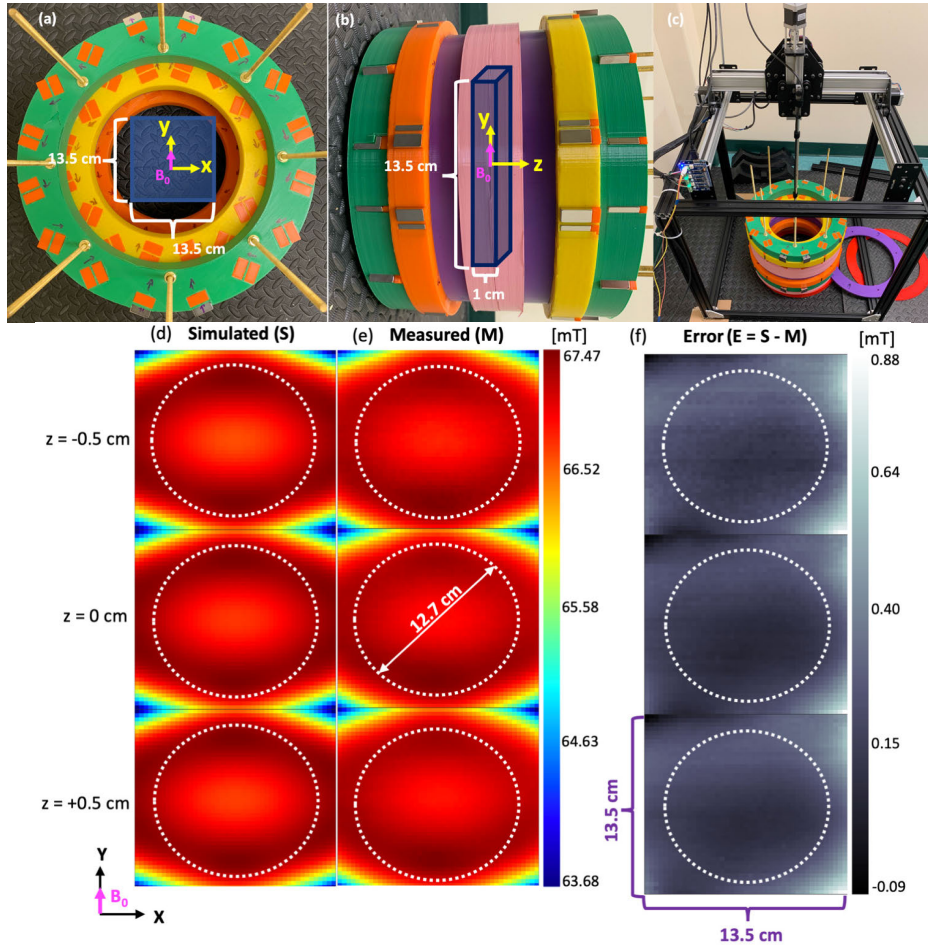 (a)
y
x
B₀
13.5 cm
13.5 cm
(b)
y
z
B₀
13.5 cm
1 cm
(c)
(d) Simulated (S)
(e) Measured (M)
[mT]
(f) Error (E = S - M)
[mT]
67.47
66.52
65.58
64.63
63.68
0.88
0.64
0.40
0.15
-0.09
z = -0.5 cm
z = 0 cm
12.7 cm
z = +0.5 cm
13.5 cm
13.5 cm
Y
B₀
X